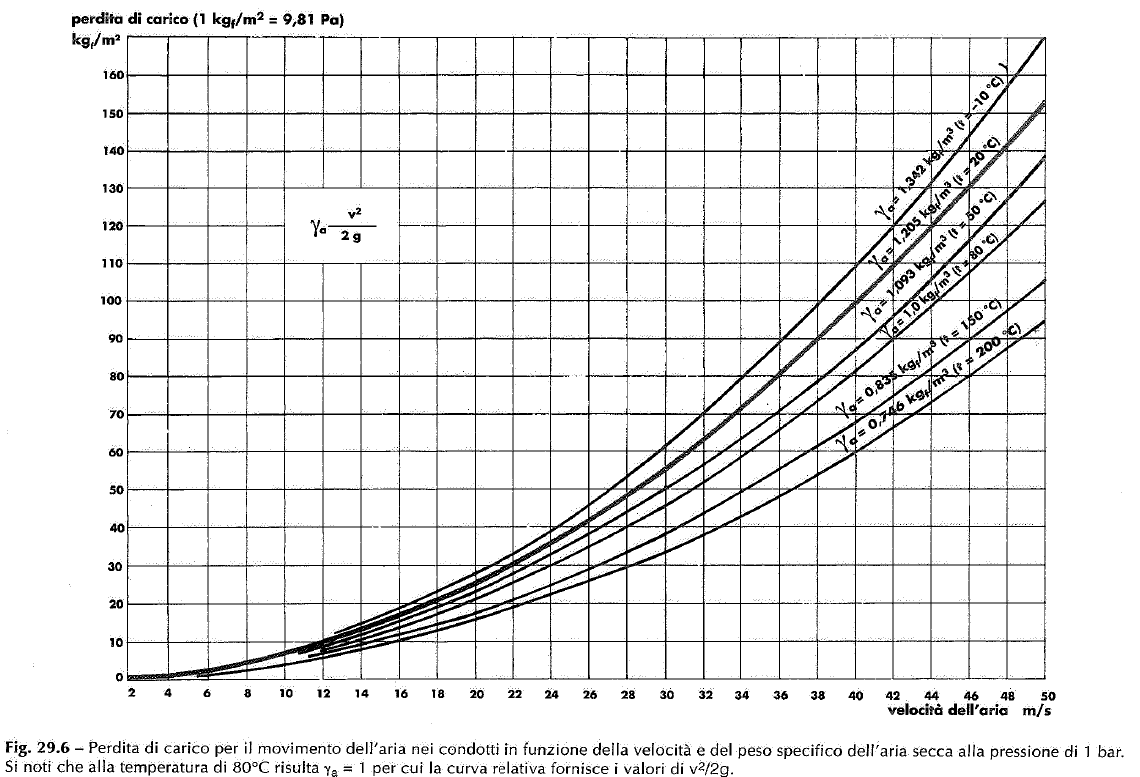 perdita di carico (1 kgf/m² = 9,81 Pa)
kgf/m²
160
150
140
130
120
110
100
90
80
70
60
50
40
30
20
10
0
γa v² / 2 g
γa = 1,342 kgf/m³ (t = -10 °C)
γa = 1,205 kgf/m³ (t = 20 °C)
γa = 1,093 kgf/m³ (t = 50 °C)
γa = 1,0 kgf/m³ (t = 80 °C)
γa = 0,835 kgf/m³ (t = 150 °C)
γa = 0,746 kgf/m³ (t = 200 °C)
2 4 6 8 10 12 14 16 18 20 22 24 26 28 30 32 34 36 38 40 42 44 46 48 50
velocità dell'aria m/s
Fig. 29.6 – Perdita di carico per il movimento dell'aria nei condotti in funzione della velocità e del peso specifico dell'aria secca alla pressione di 1 bar.
Si noti che alla temperatura di 80°C risulta γa = 1 per cui la curva relativa fornisce i valori di v²/2g.